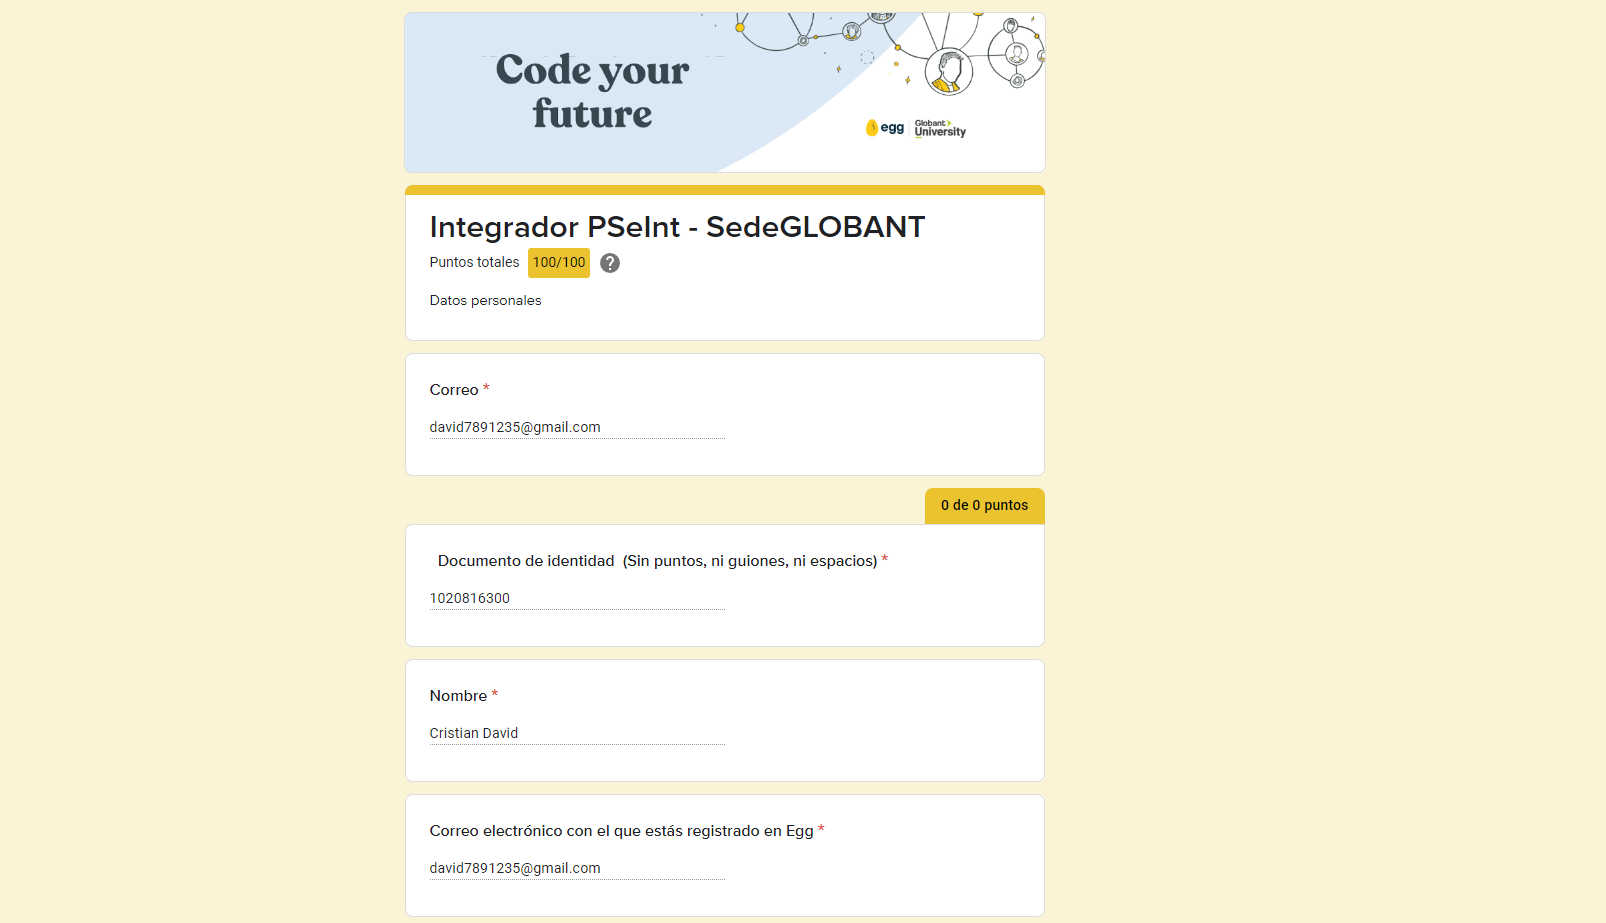 Code your
future
egg
Globant
University
Integrador PSeInt - SedeGLOBANT
Puntos totales 100/100 ?
Datos personales
Correo *
david7891235@gmail.com
0 de 0 puntos
Documento de identidad (Sin puntos, ni guiones, ni espacios) *
1020816300
Nombre *
Cristian David
Correo electrónico con el que estás registrado en Egg *
david7891235@gmail.com